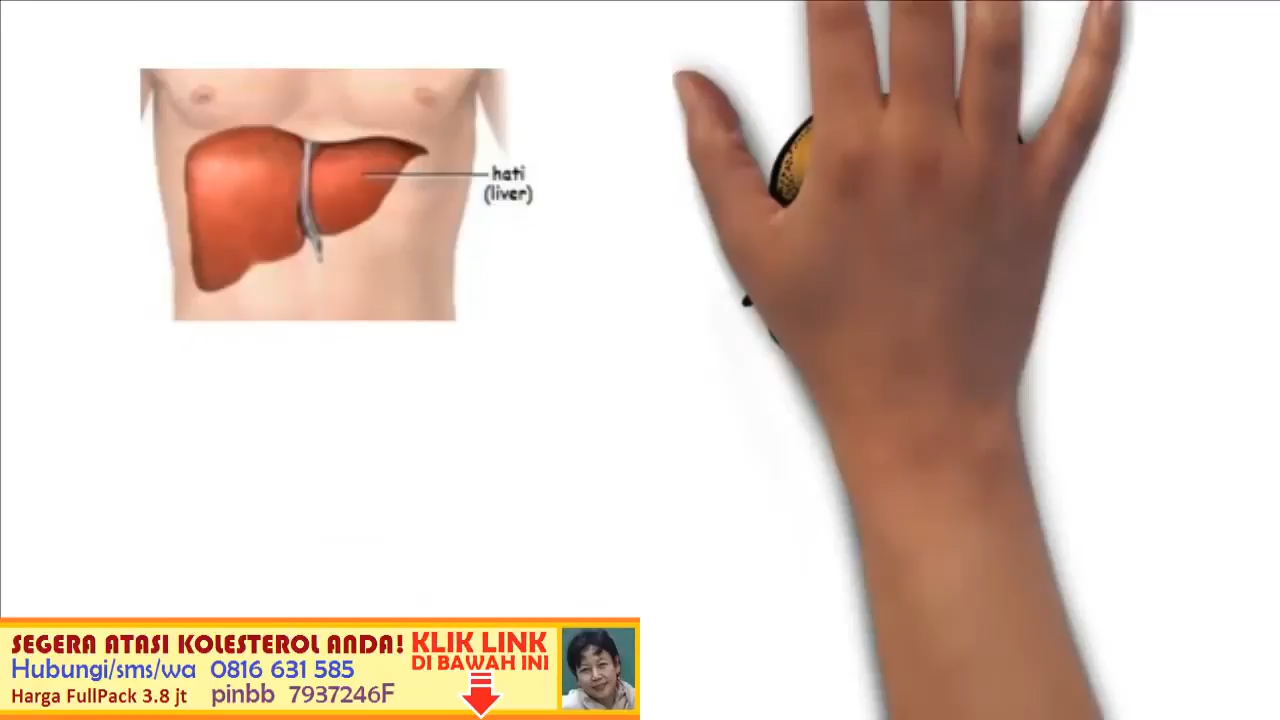 hati
(liver)
SEGERA ATASI KOLESTEROL ANDA!
Hubungi/sms/wa 0816 631 585
Harga FullPack 3.8 jt pinbb 7937246F
KLIK LINK
DI BAWAH INI